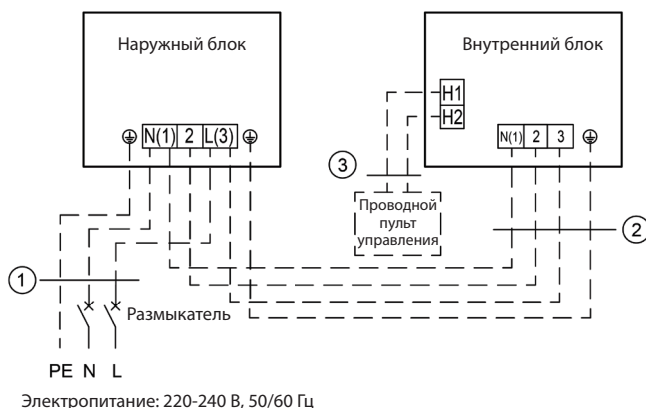 Наружный блок
Внутренний блок
H1
H2
N(1) 2 L(3)
N(1) 2 3
3
Проводной
пульт
управления
2
1
Размыкатель
PE N L
Электропитание: 220-240 В, 50/60 Гц